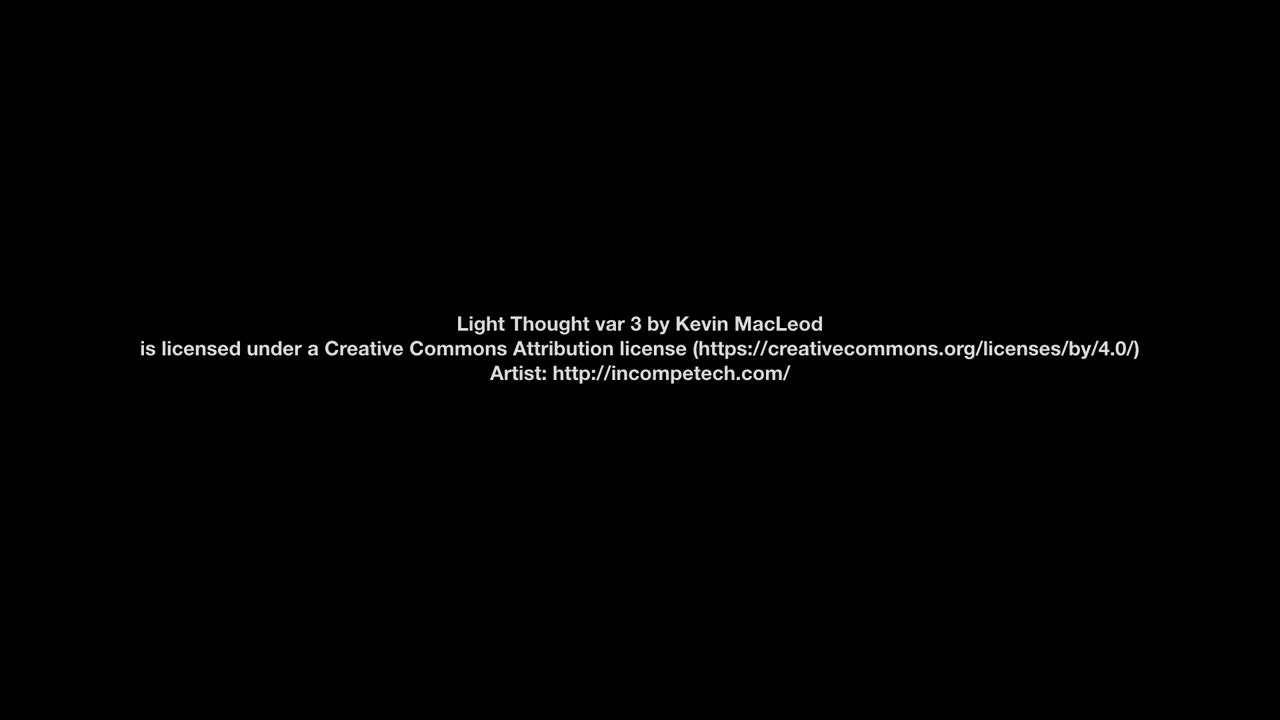 Light Thought var 3 by Kevin MacLeod
is licensed under a Creative Commons Attribution license (https://creativecommons.org/licenses/by/4.0/)
Artist: http://incompetech.com/